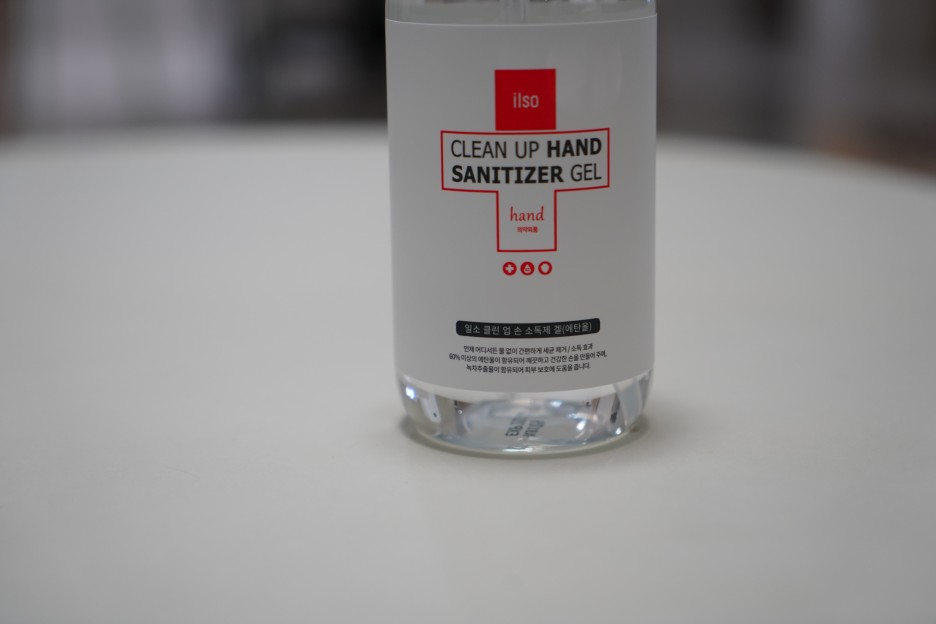 ilso
CLEAN UP HAND
SANITIZER GEL
hand
의약외품
일소 클린 업 손 소독제 겔(에탄올)
언제 어디서든 물 없이 간편하게 세균 제거 / 소독 효과
60% 이상의 에탄올이 함유되어 깨끗하고 건강한 손을 만들어 주며,
녹차추출물이 함유되어 피부 보호에 도움을 줍니다.